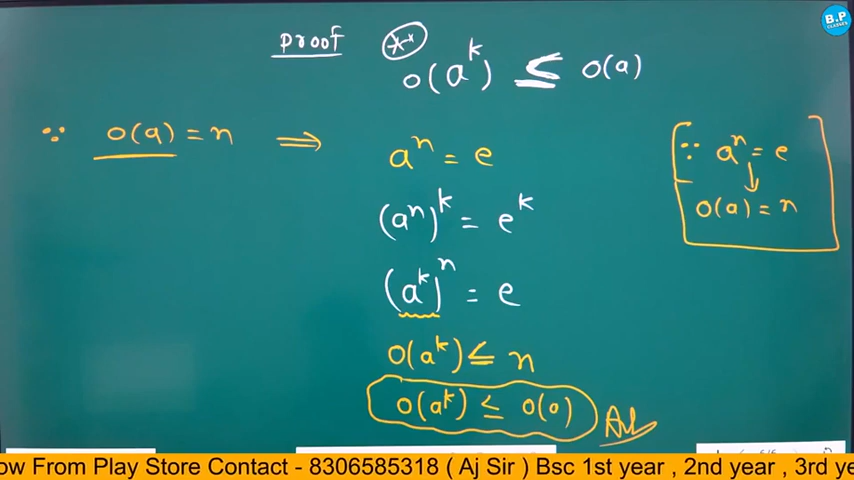 B.P
CLASSES
Proof ** o(a^k) ≤ o(a)
∵ o(a) = n ⟹ a^n = e
(a^n)^k = e^k
(a^k)^n = e
o(a^k) ≤ n
o(a^k) ≤ o(a)
∵ a^n = e
↓
o(a) = n
ow From Play Store Contact - 8306585318 ( Aj Sir ) Bsc 1st year , 2nd year , 3rd ye